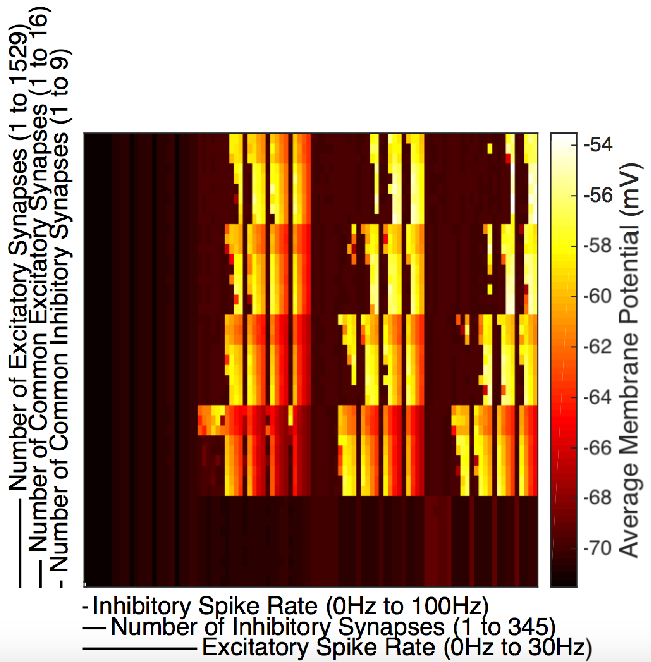 Number of Excitatory Synapses (1 to 1529)
Number of Common Excitatory Synapses (1 to 16)
Number of Common Inhibitory Synapses (1 to 9)
-54
-56
-58
-60
-62
-64
-66
-68
-70
Average Membrane Potential (mV)
Inhibitory Spike Rate (0Hz to 100Hz)
Number of Inhibitory Synapses (1 to 345)
Excitatory Spike Rate (0Hz to 30Hz)